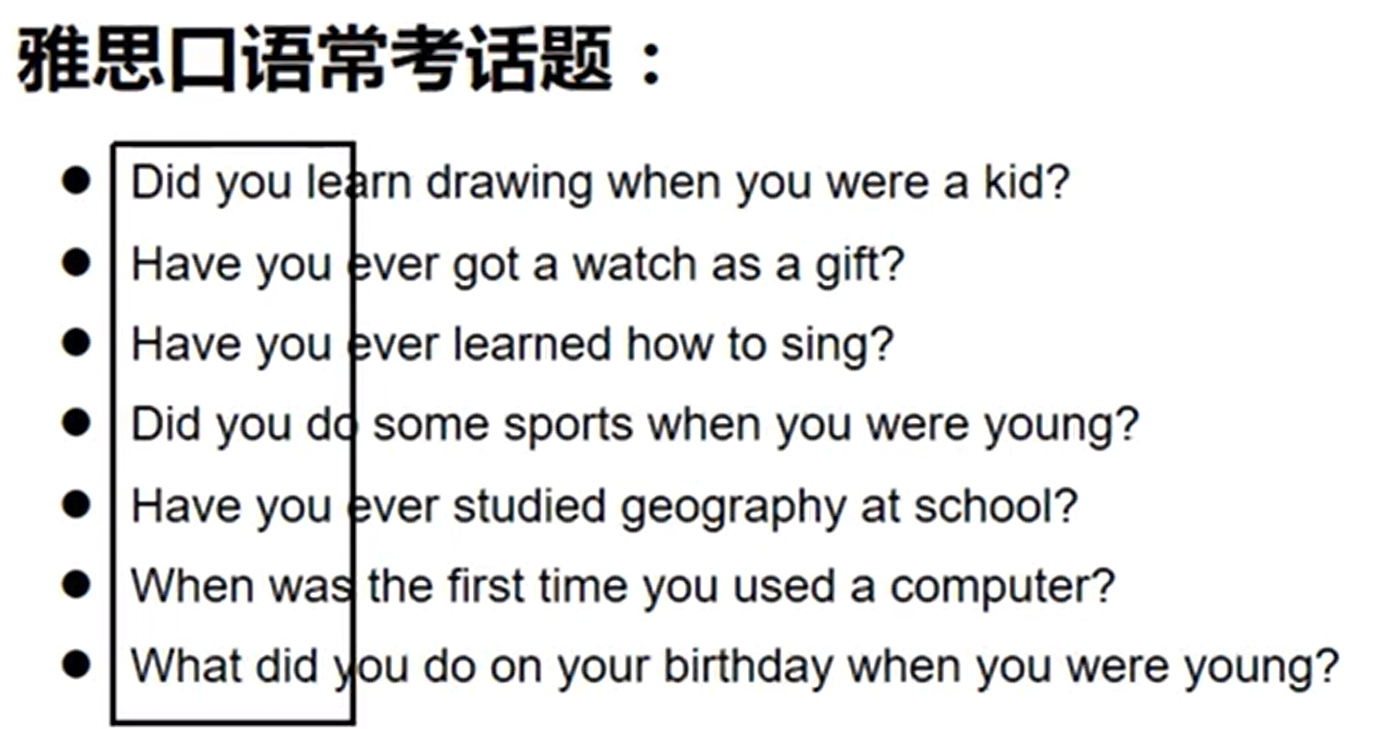 雅思口语常考话题：
● Did you learn drawing when you were a kid?
● Have you ever got a watch as a gift?
● Have you ever learned how to sing?
● Did you do some sports when you were young?
● Have you ever studied geography at school?
● When was the first time you used a computer?
● What did you do on your birthday when you were young?